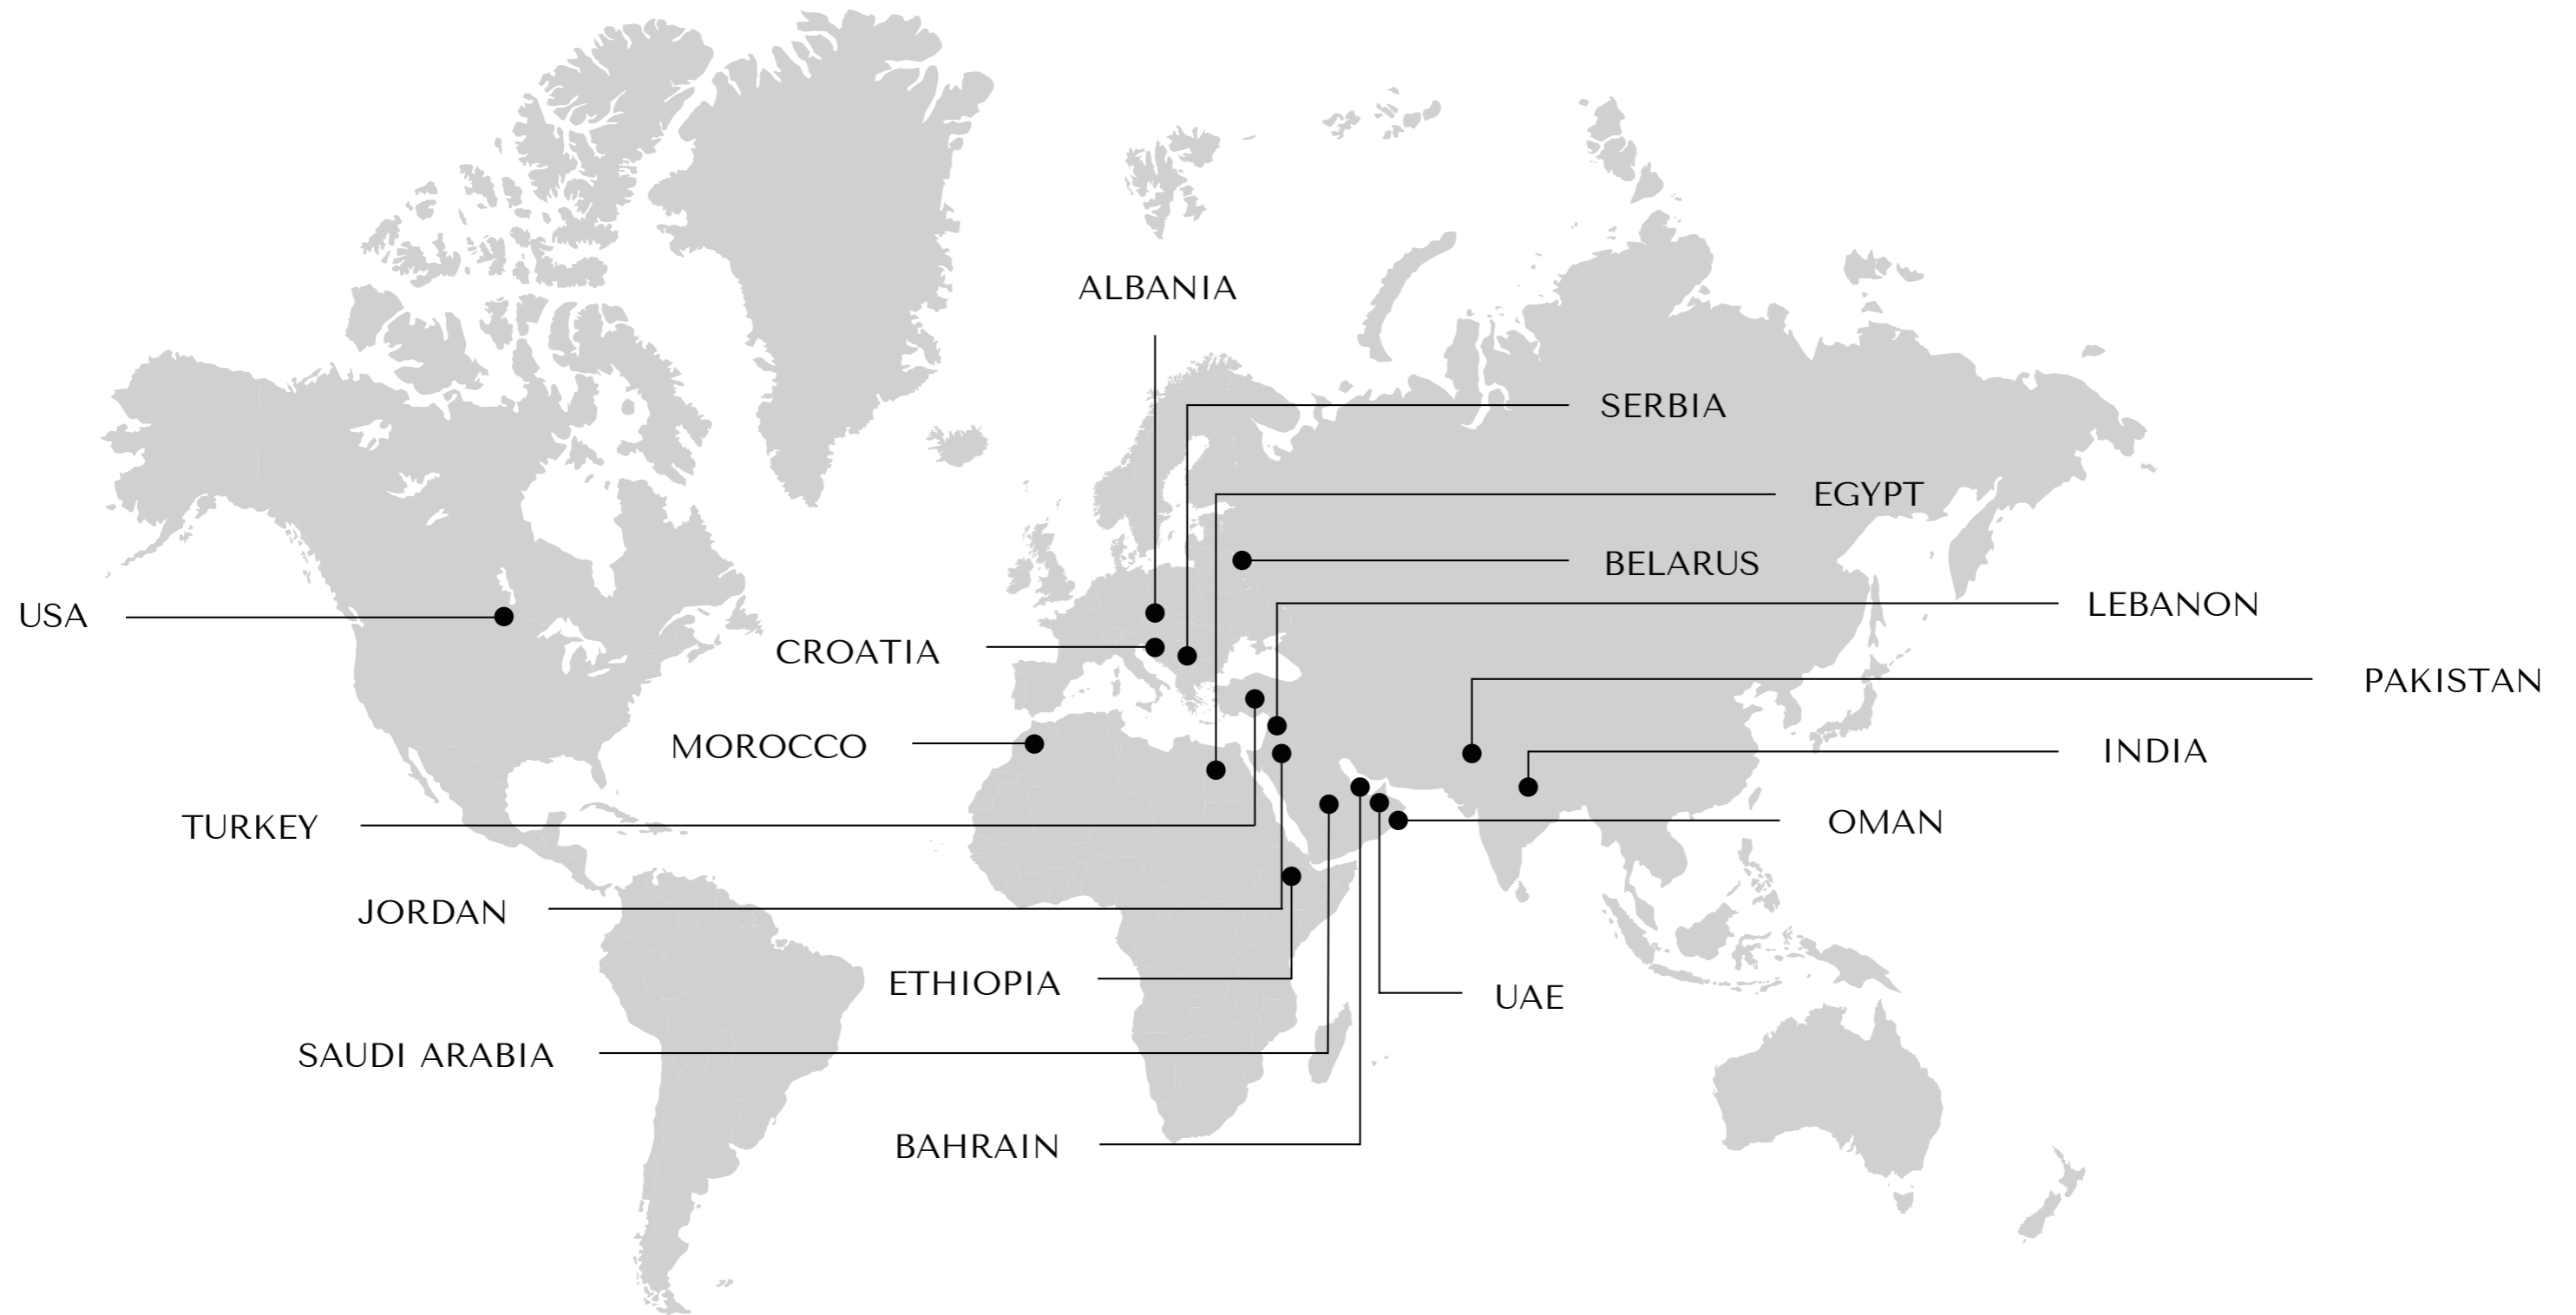 ALBANIA
SERBIA
EGYPT
BELARUS
LEBANON
USA
CROATIA
PAKISTAN
MOROCCO
INDIA
TURKEY
OMAN
JORDAN
ETHIOPIA
UAE
SAUDI ARABIA
BAHRAIN